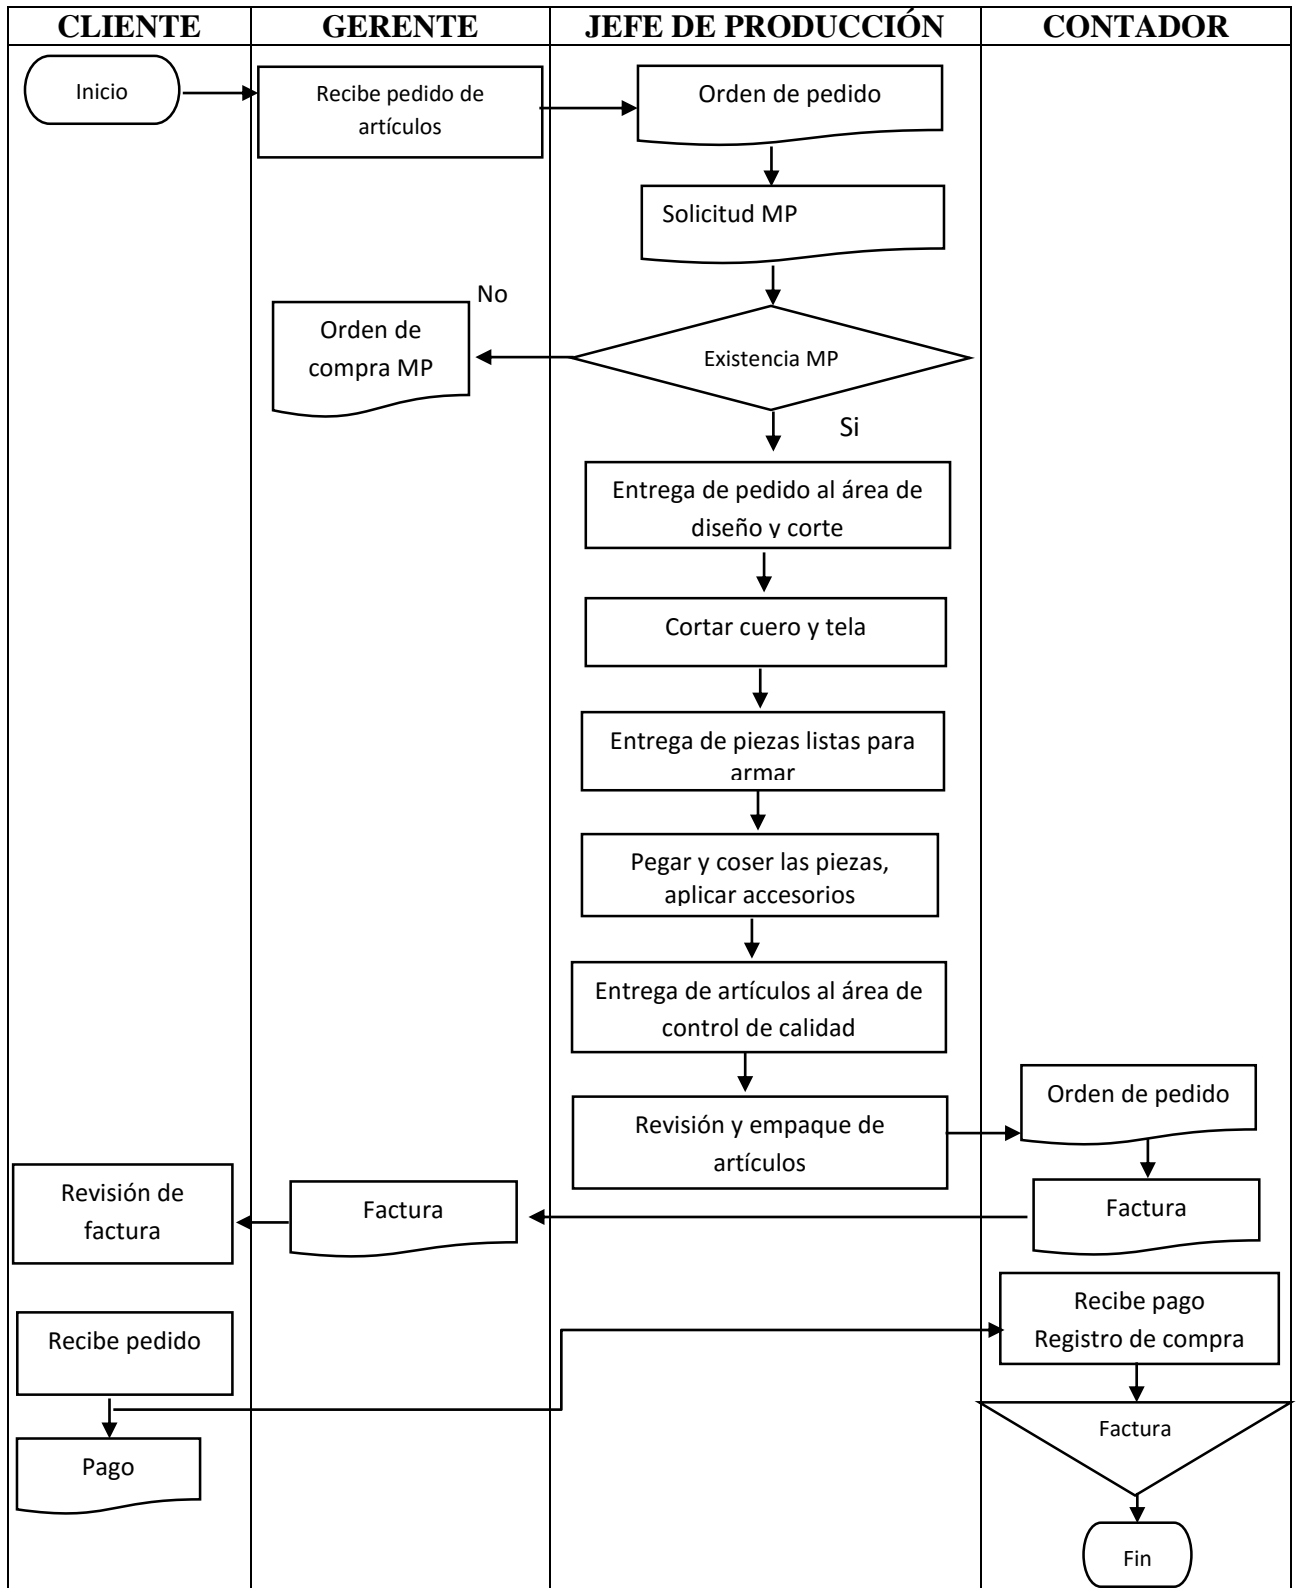 CLIENTE
GERENTE
JEFE DE PRODUCCIÓN
CONTADOR
Inicio
Recibe pedido de
artículos
Orden de pedido
Solicitud MP
No
Orden de
compra MP
Existencia MP
Si
Entrega de pedido al área de
diseño y corte
Cortar cuero y tela
Entrega de piezas listas para
armar
Pegar y coser las piezas,
aplicar accesorios
Entrega de artículos al área de
control de calidad
Revisión y empaque de
artículos
Orden de pedido
Factura
Factura
Revisión de
factura
Recibe pedido
Pago
Recibe pago
Registro de compra
Factura
Fin